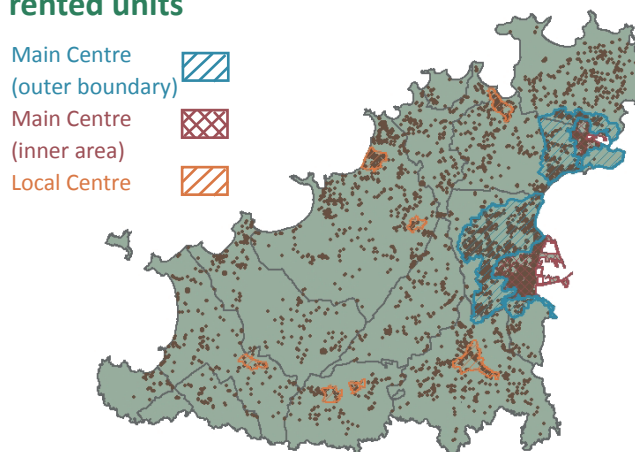 rented units
Main Centre
(outer boundary)
Main Centre
(inner area)
Local Centre